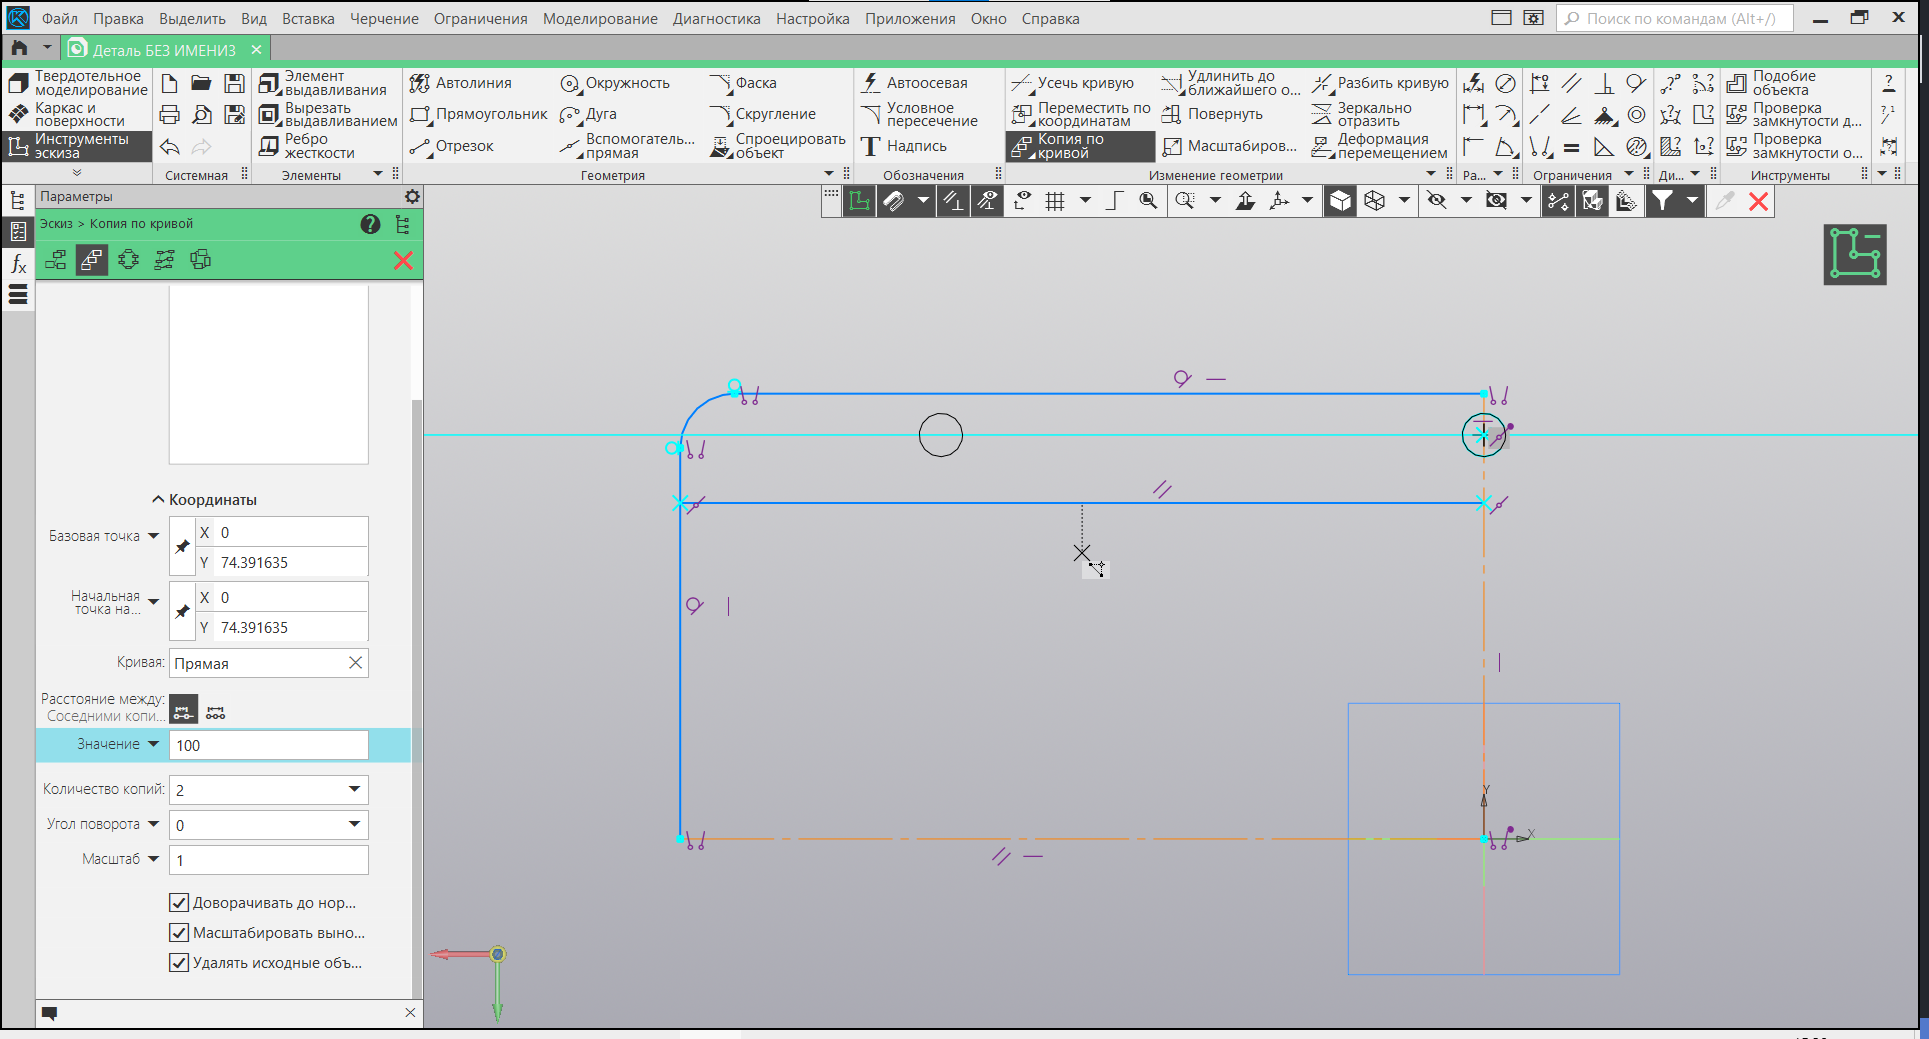 Файл Правка Выделить Вид Вставка Черчение Ограничения Моделирование Диагностика Настройка Приложения Окно Справка
Поиск по командам (Alt+/)
Деталь БЕЗ ИМЕНИ3
Твердотельное моделирование
Каркас и поверхности
Инструменты эскиза
Системная
Элемент выдавливания
Вырезать выдавливанием
Ребро жесткости
Элементы
Автолиния
Окружность
Фаска
Прямоугольник
Дуга
Скругление
Отрезок
Вспомогатель... прямая
Спроецировать объект
Геометрия
Автоосевая
Условное пересечение
Надпись
Обозначения
Усечь кривую
Удлинить до ближайшего о...
Разбить кривую
Переместить по координатам
Повернуть
Зеркально отразить
Копия по кривой
Масштабиров...
Деформация перемещением
Изменение геометрии
Ра...
Ограничения
Ди...
Подобие объекта
Проверка замкнутости д...
Проверка замкнутости о...
Инструменты
Параметры
Эскиз > Копия по кривой
Координаты
Базовая точка
X 0
Y 74.391635
Начальная точка на...
X 0
Y 74.391635
Кривая: Прямая
Расстояние между:
Соседними копи...
Значение 100
Количество копий: 2
Угол поворота 0
Масштаб 1
Доворачивать до нор...
Масштабировать выно...
Удалять исходные объ...
Y
X